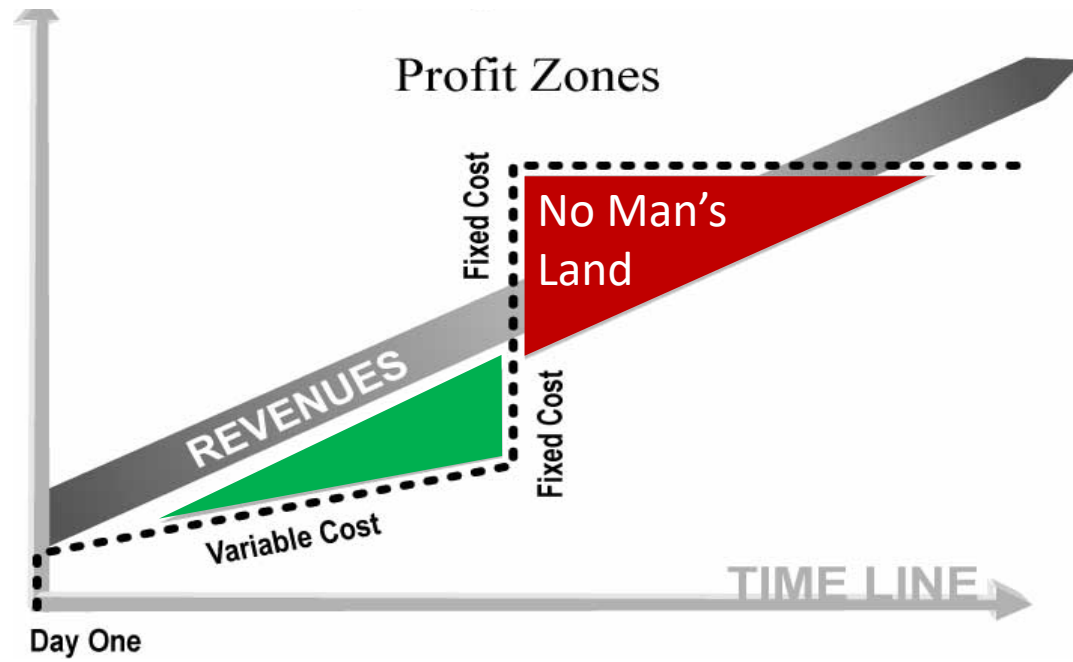 Profit Zones
Fixed Cost
No Man's
Land
REVENUES
Fixed Cost
Variable Cost
TIME LINE
Day One